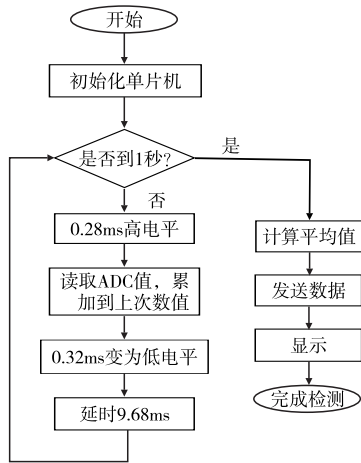 开始
初始化单片机
是否到1秒?
是
否
0.28ms高电平
读取ADC值，累
加到上次数值
0.32ms变为低电平
延时9.68ms
计算平均值
发送数据
显示
完成检测